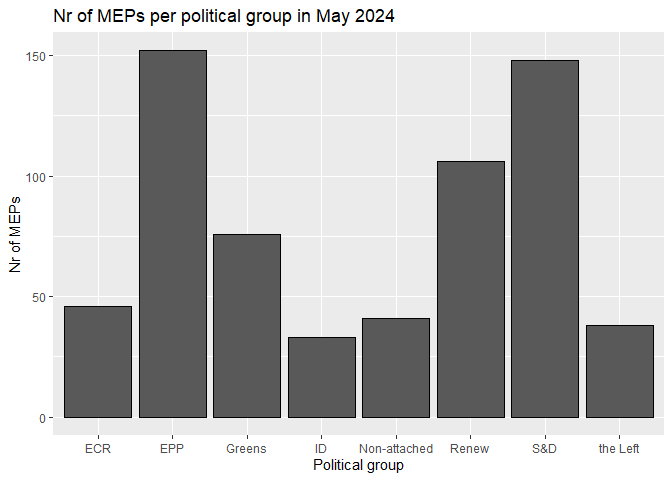 Nr of MEPs per political group in May 2024
Nr of MEPs
150
100
50
0
ECR EPP Greens ID Non-attached Renew S&D the Left
Political group